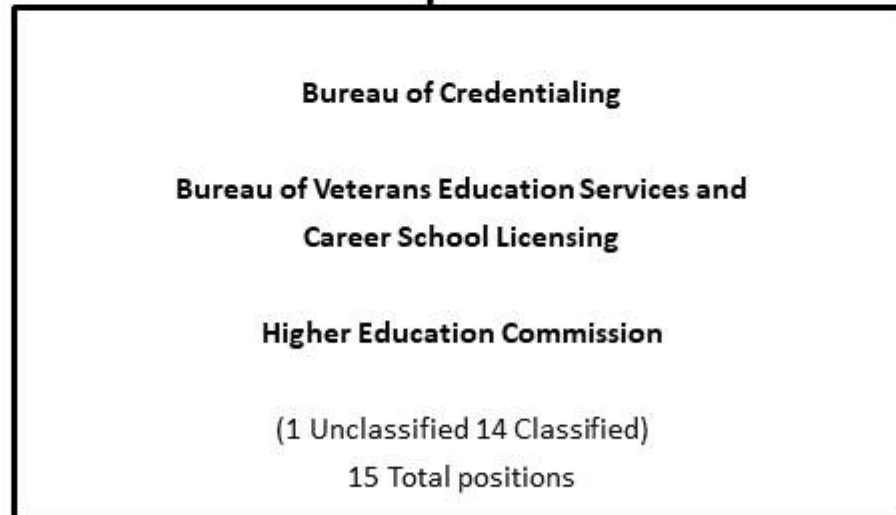 Bureau of Credentialing
Bureau of Veterans Education Services and
Career School Licensing
Higher Education Commission
(1 Unclassified 14 Classified)
15 Total positions